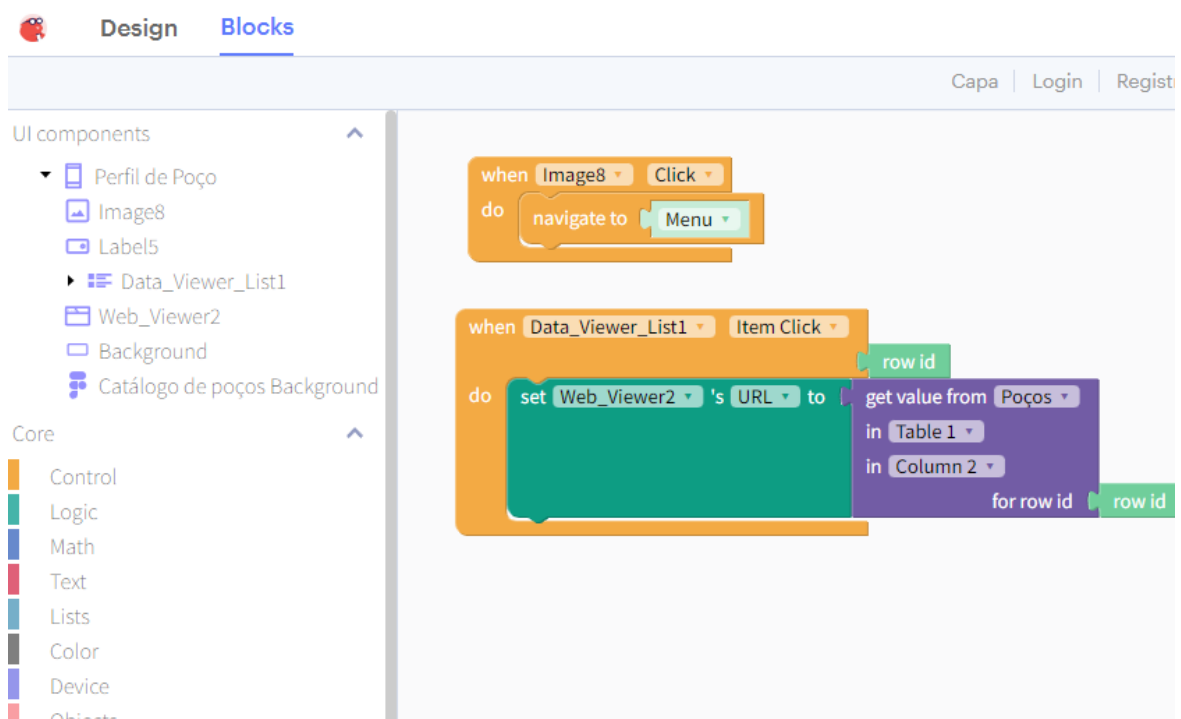 Design Blocks
Capa Login Registr
UI components
Perfil de Poço
Image8
Label5
Data_Viewer_List1
Web_Viewer2
Background
Catálogo de poços Background
Core
Control
Logic
Math
Text
Lists
Color
Device
Objects
when Image8 Click
do navigate to Menu
when Data_Viewer_List1 Item Click
row id
do set Web_Viewer2 's URL to get value from Poços
in Table 1
in Column 2
for row id row id